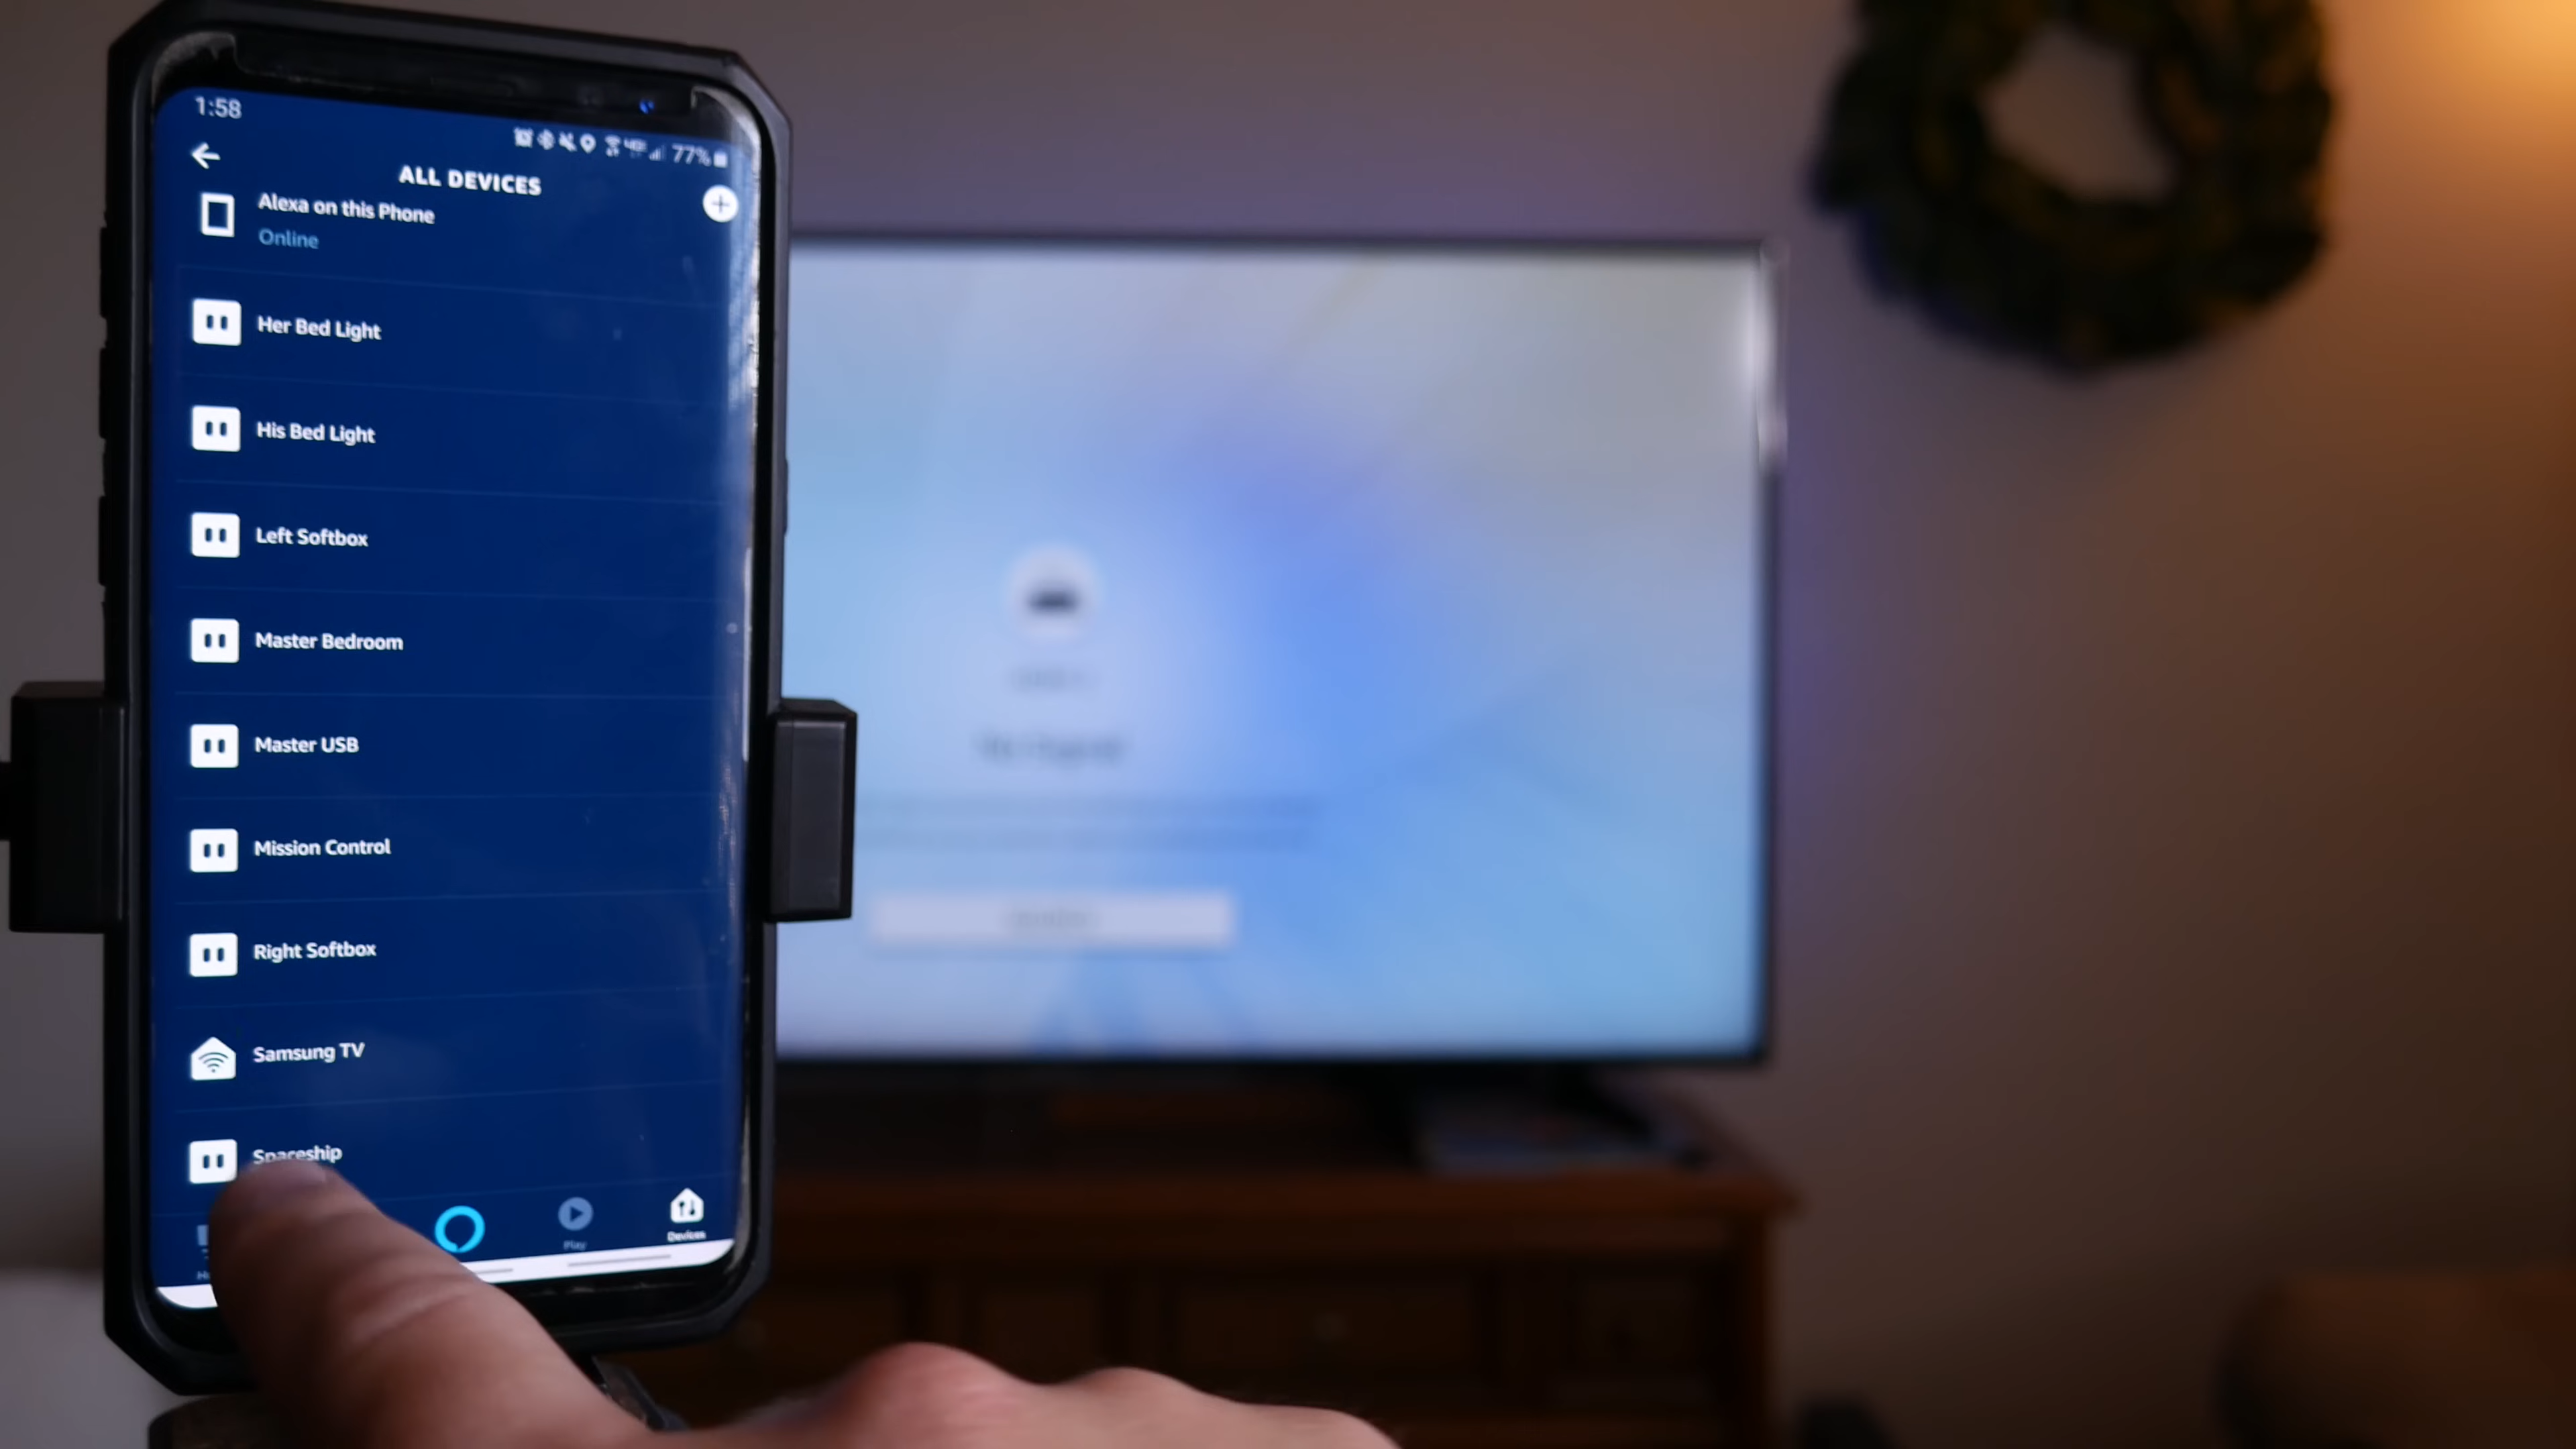 1:58
77%
ALL DEVICES
Alexa on this Phone
Online
Her Bed Light
His Bed Light
Left Softbox
Master Bedroom
Master USB
Mission Control
Right Softbox
Samsung TV
Spaceship
Play
Devices